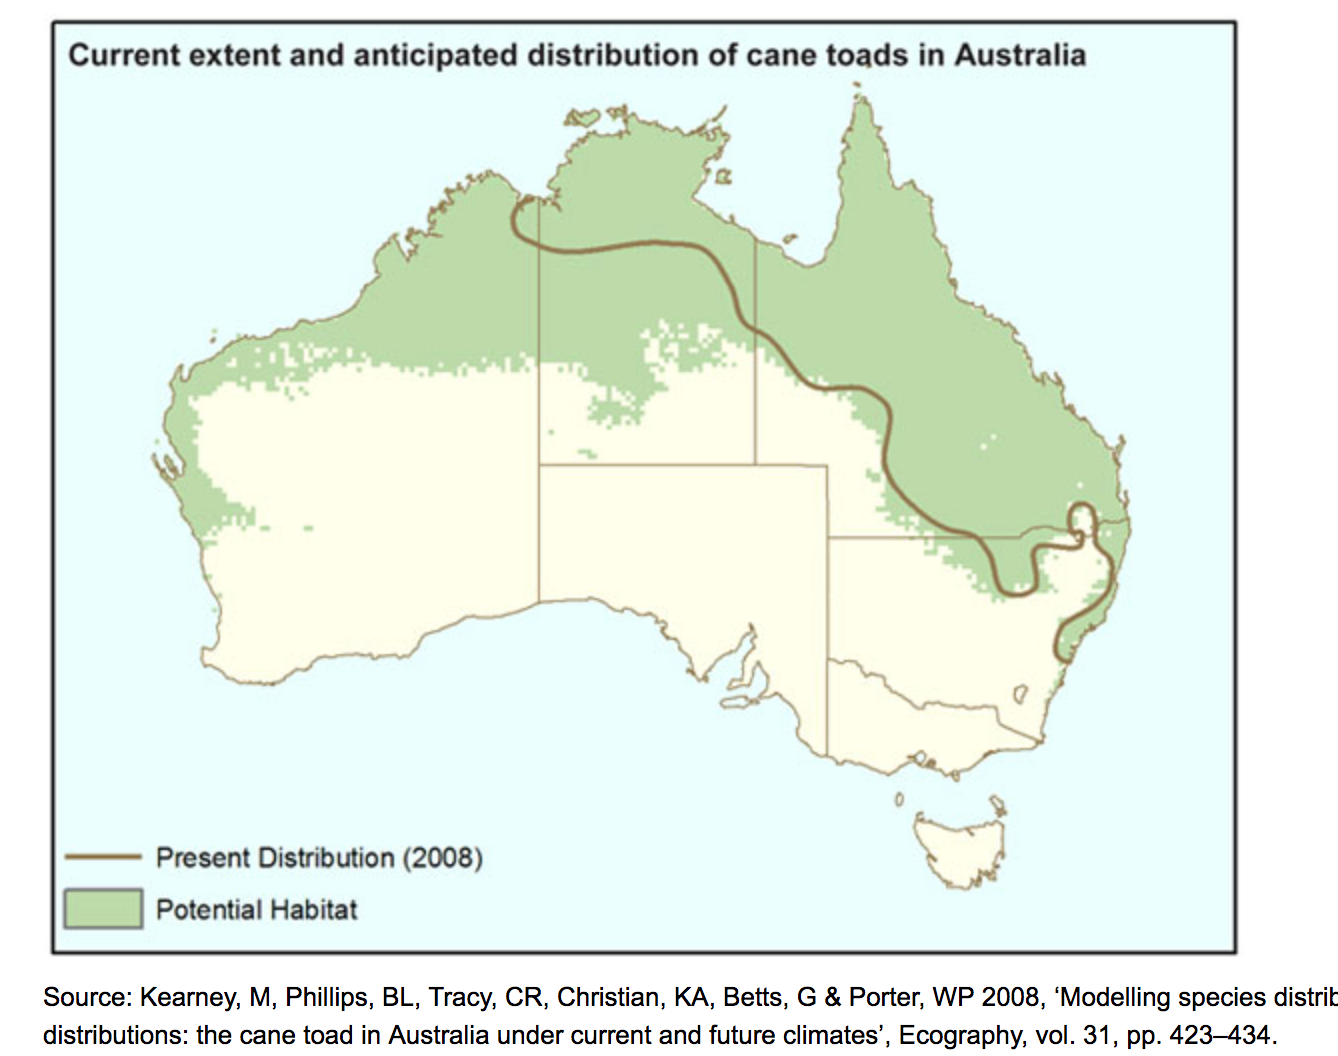 Current extent and anticipated distribution of cane toads in Australia
Present Distribution (2008)
Potential Habitat
Source: Kearney, M, Phillips, BL, Tracy, CR, Christian, KA, Betts, G & Porter, WP 2008, ‘Modelling species
distributions: the cane toad in Australia under current and future climates’, Ecography, vol. 31, pp. 423–434.